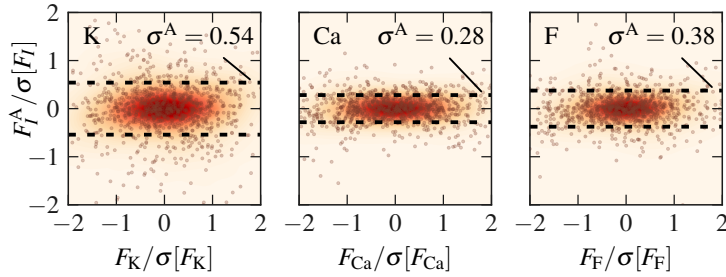 K σ^A = 0.54
Ca σ^A = 0.28
F σ^A = 0.38
F_I^A/σ[F_I]
2
1
0
−1
−2
−2 −1 0 1 2
−2 −1 0 1 2
−2 −1 0 1 2
F_K/σ[F_K]
F_Ca/σ[F_Ca]
F_F/σ[F_F]